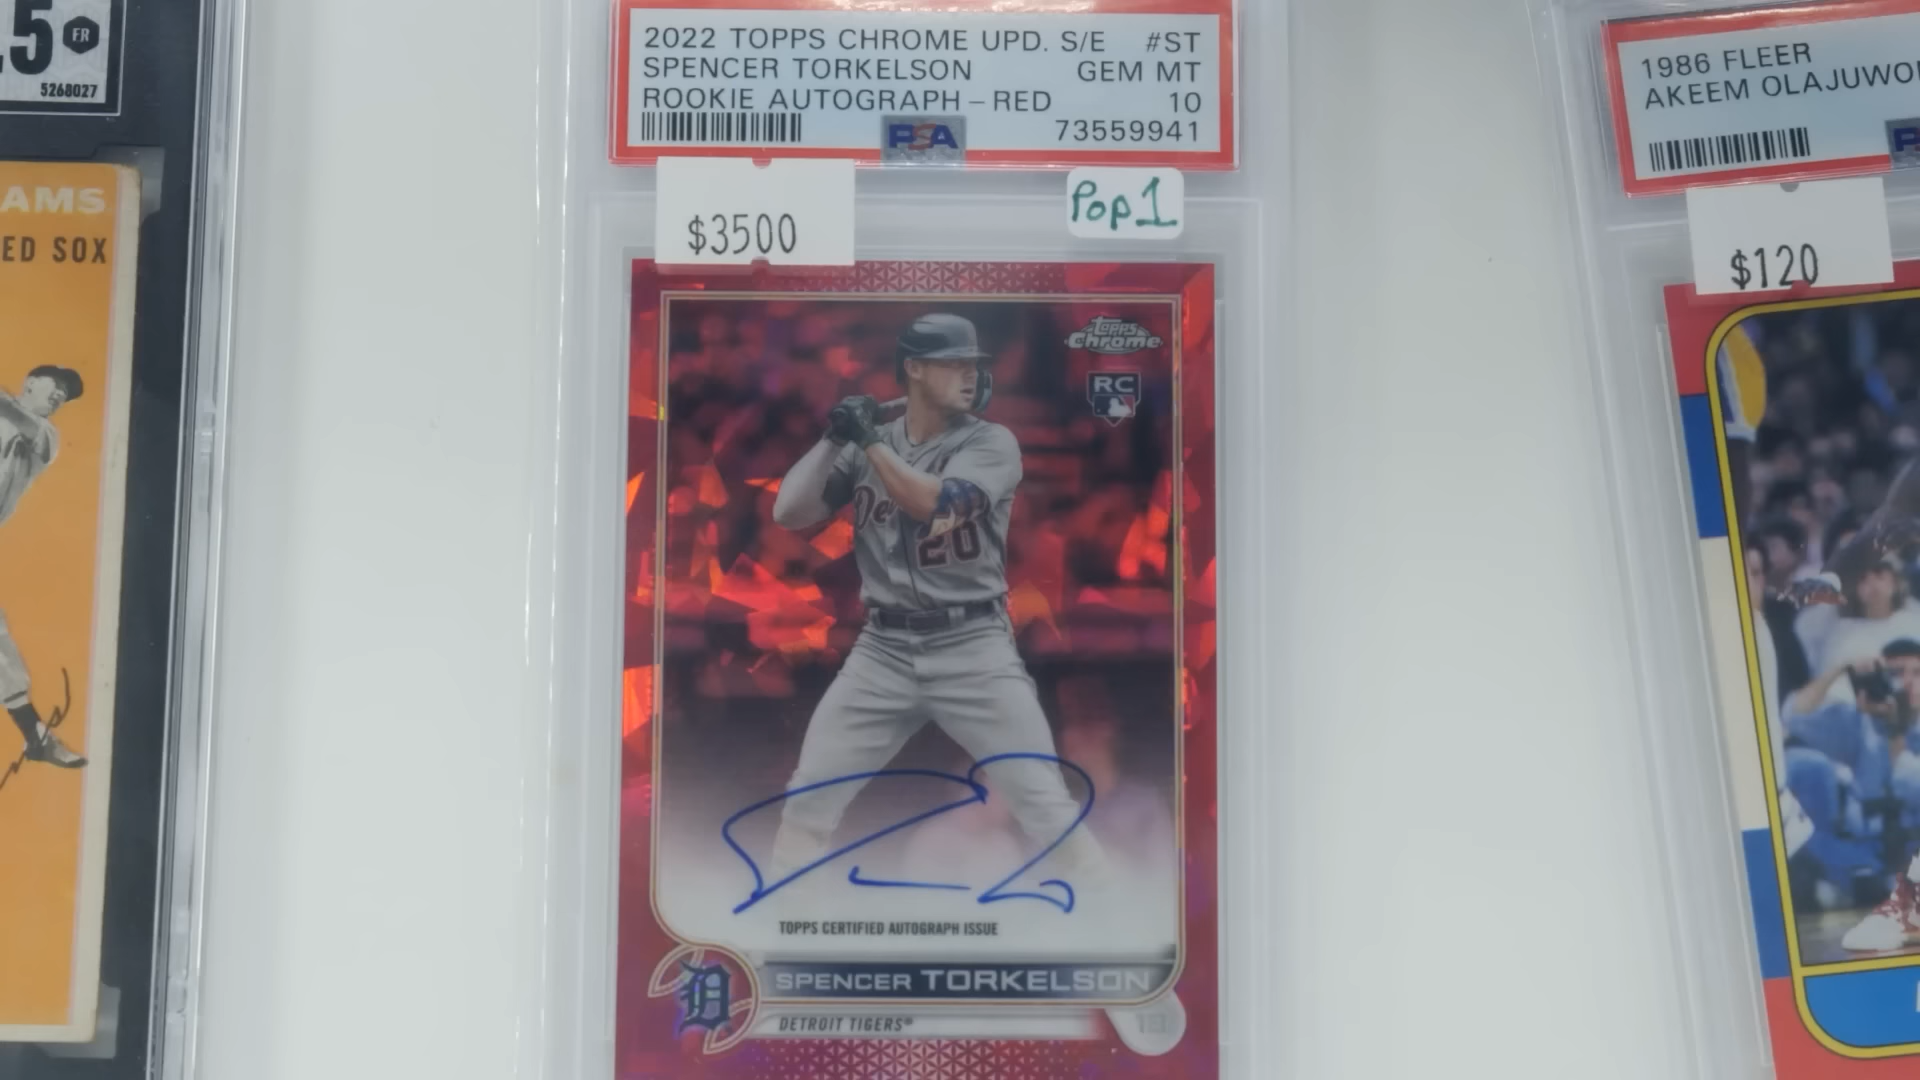 .5
FR
5268027
AMS
ED SOX
2022 TOPPS CHROME UPD. S/E #ST
SPENCER TORKELSON GEM MT
ROOKIE AUTOGRAPH – RED 10
PSA 73559941
$3500
Pop 1
Topps
Chrome
RC
20
TOPPS CERTIFIED AUTOGRAPH ISSUE
D
SPENCER TORKELSON
DETROIT TIGERS®
1B
1986 FLEER
AKEEM OLAJUWO
$120